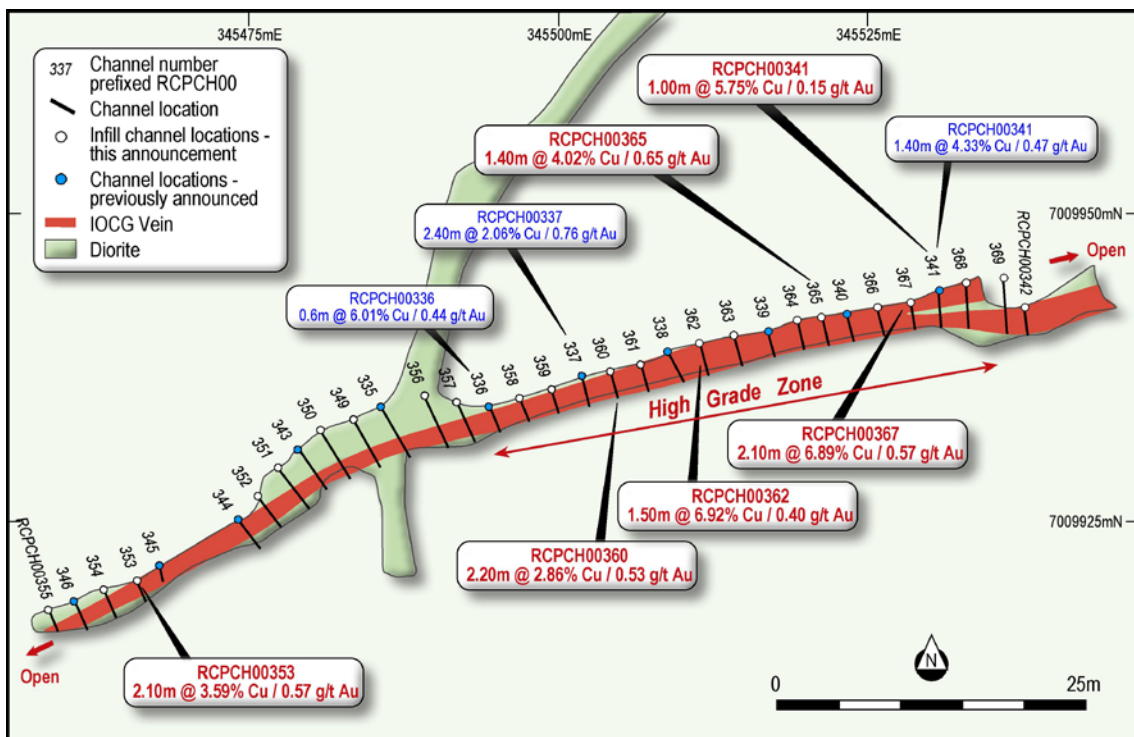 345475mE
345500mE
345525mE
337 Channel number
prefixed RCPCH00
Channel location
Infill channel locations -
this announcement
Channel locations -
previously announced
IOCG Vein
Diorite
RCPCH00341
1.00m @ 5.75% Cu / 0.15 g/t Au
RCPCH00341
1.40m @ 4.33% Cu / 0.47 g/t Au
RCPCH00365
1.40m @ 4.02% Cu / 0.65 g/t Au
RCPCH00337
2.40m @ 2.06% Cu / 0.76 g/t Au
RCPCH00336
0.6m @ 6.01% Cu / 0.44 g/t Au
7009950mN
Open
RCPCH00355
346
354
353
345
344
352
351
343
350
349
335
356
357
336
358
359
337
360
361
338
362
363
339
364
365
340
366
367
341
368
369
RCPCH00342
High Grade Zone
RCPCH00367
2.10m @ 6.89% Cu / 0.57 g/t Au
RCPCH00362
1.50m @ 6.92% Cu / 0.40 g/t Au
7009925mN
RCPCH00360
2.20m @ 2.86% Cu / 0.53 g/t Au
Open
RCPCH00353
2.10m @ 3.59% Cu / 0.57 g/t Au
N
0
25m